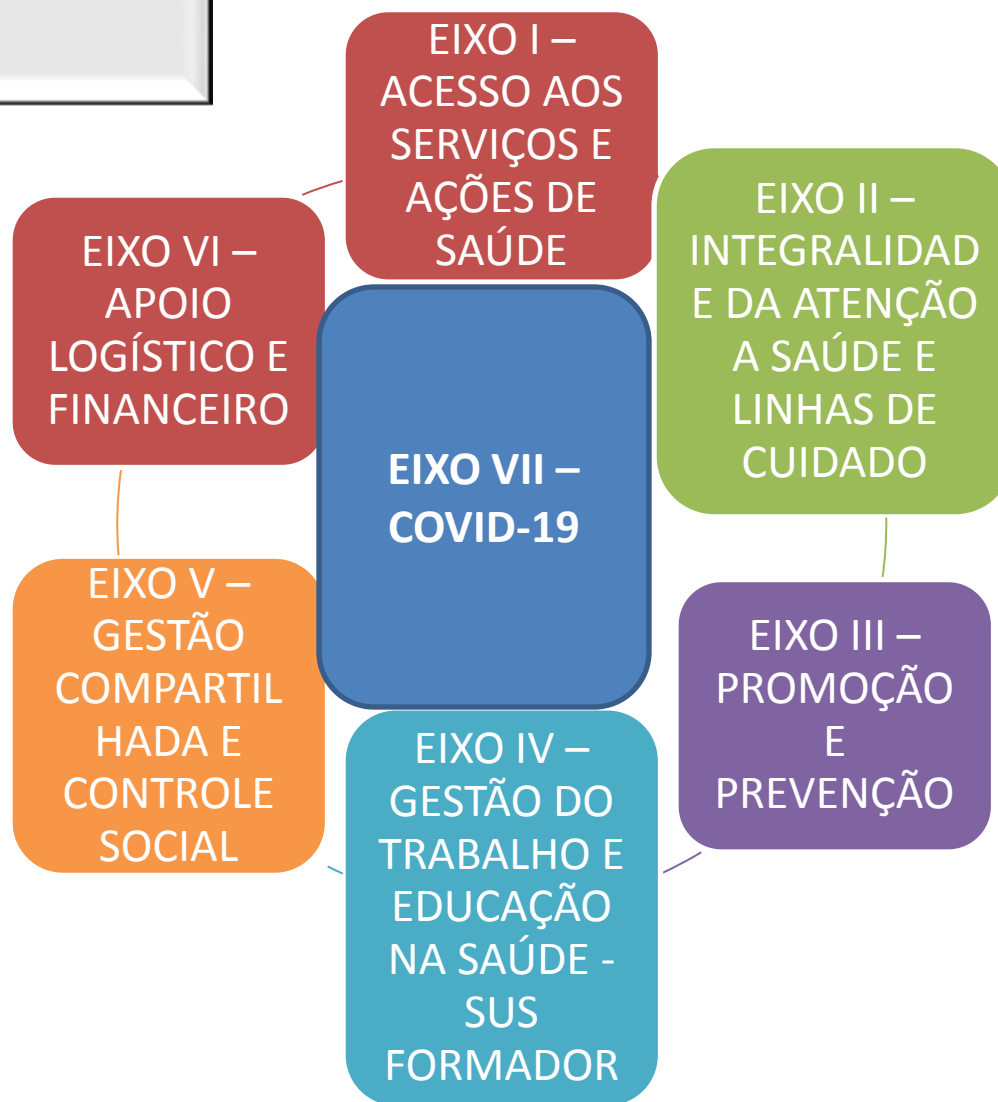 EIXO I –
ACESSO AOS
SERVIÇOS E
AÇÕES DE
SAÚDE
EIXO II –
INTEGRALIDAD
E DA ATENÇÃO
A SAÚDE E
LINHAS DE
CUIDADO
EIXO III –
PROMOÇÃO
E
PREVENÇÃO
EIXO IV –
GESTÃO DO
TRABALHO E
EDUCAÇÃO
NA SAÚDE -
SUS
FORMADOR
EIXO V –
GESTÃO
COMPARTIL
HADA E
CONTROLE
SOCIAL
EIXO VI –
APOIO
LOGÍSTICO E
FINANCEIRO
EIXO VII –
COVID-19